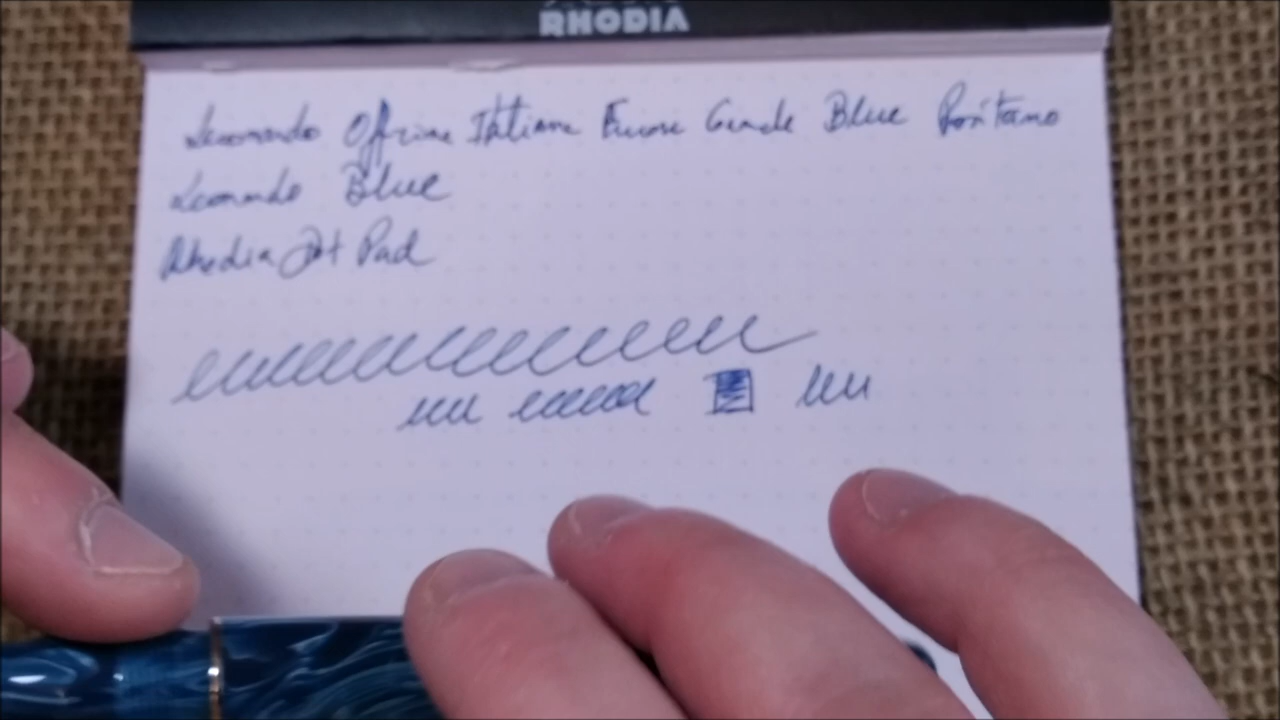 RHODIA
Leonardo Officina Italiana Furore Grande Blue Positano
Leonardo Blue
Rhodia Dot Pad